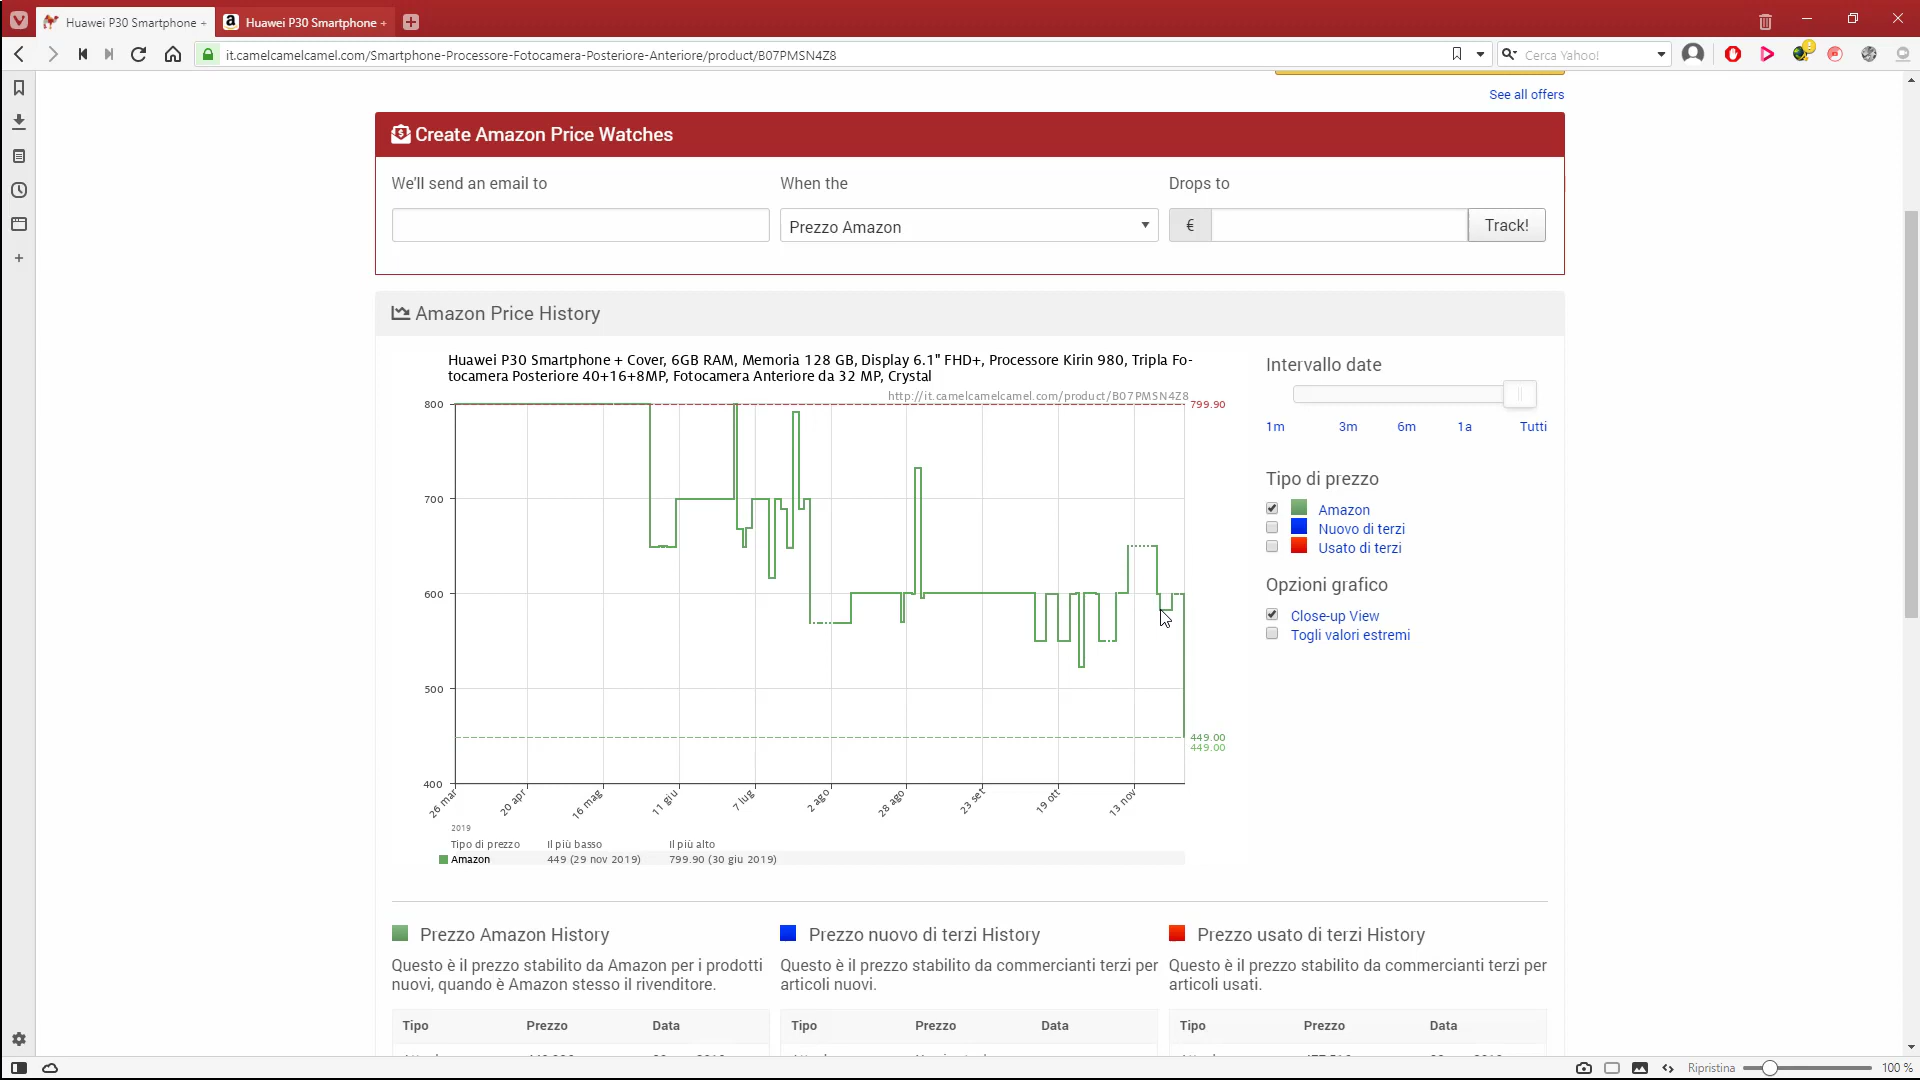 Huawei P30 Smartphone +
Huawei P30 Smartphone +
it.camelcamelcamel.com/Smartphone-Processore-Fotocamera-Posteriore-Anteriore/product/B07PMSN4Z8
Cerca Yahoo!
See all offers
Create Amazon Price Watches
We'll send an email to
When the
Drops to
Prezzo Amazon
€
Track!
Amazon Price History
Huawei P30 Smartphone + Cover, 6GB RAM, Memoria 128 GB, Display 6.1" FHD+, Processore Kirin 980, Tripla Fo-
tocamera Posteriore 40+16+8MP, Fotocamera Anteriore da 32 MP, Crystal
http://it.camelcamelcamel.com/product/B07PMSN4Z8
800
700
600
500
400
799.90
449.00
449.00
26 mar
20 apr
16 mag
11 giu
7 lug
2 ago
28 ago
23 set
19 ott
13 nov
2019
Tipo di prezzo Il più basso Il più alto
Amazon 449 (29 nov 2019) 799.90 (30 giu 2019)
Intervallo date
1m 3m 6m 1a Tutti
Tipo di prezzo
Amazon
Nuovo di terzi
Usato di terzi
Opzioni grafico
Close-up View
Togli valori estremi
Prezzo Amazon History
Questo è il prezzo stabilito da Amazon per i prodotti
nuovi, quando è Amazon stesso il rivenditore.
Tipo Prezzo Data
Prezzo nuovo di terzi History
Questo è il prezzo stabilito da commercianti terzi per
articoli nuovi.
Tipo Prezzo Data
Prezzo usato di terzi History
Questo è il prezzo stabilito da commercianti terzi per
articoli usati.
Tipo Prezzo Data
Ripristina
100 %